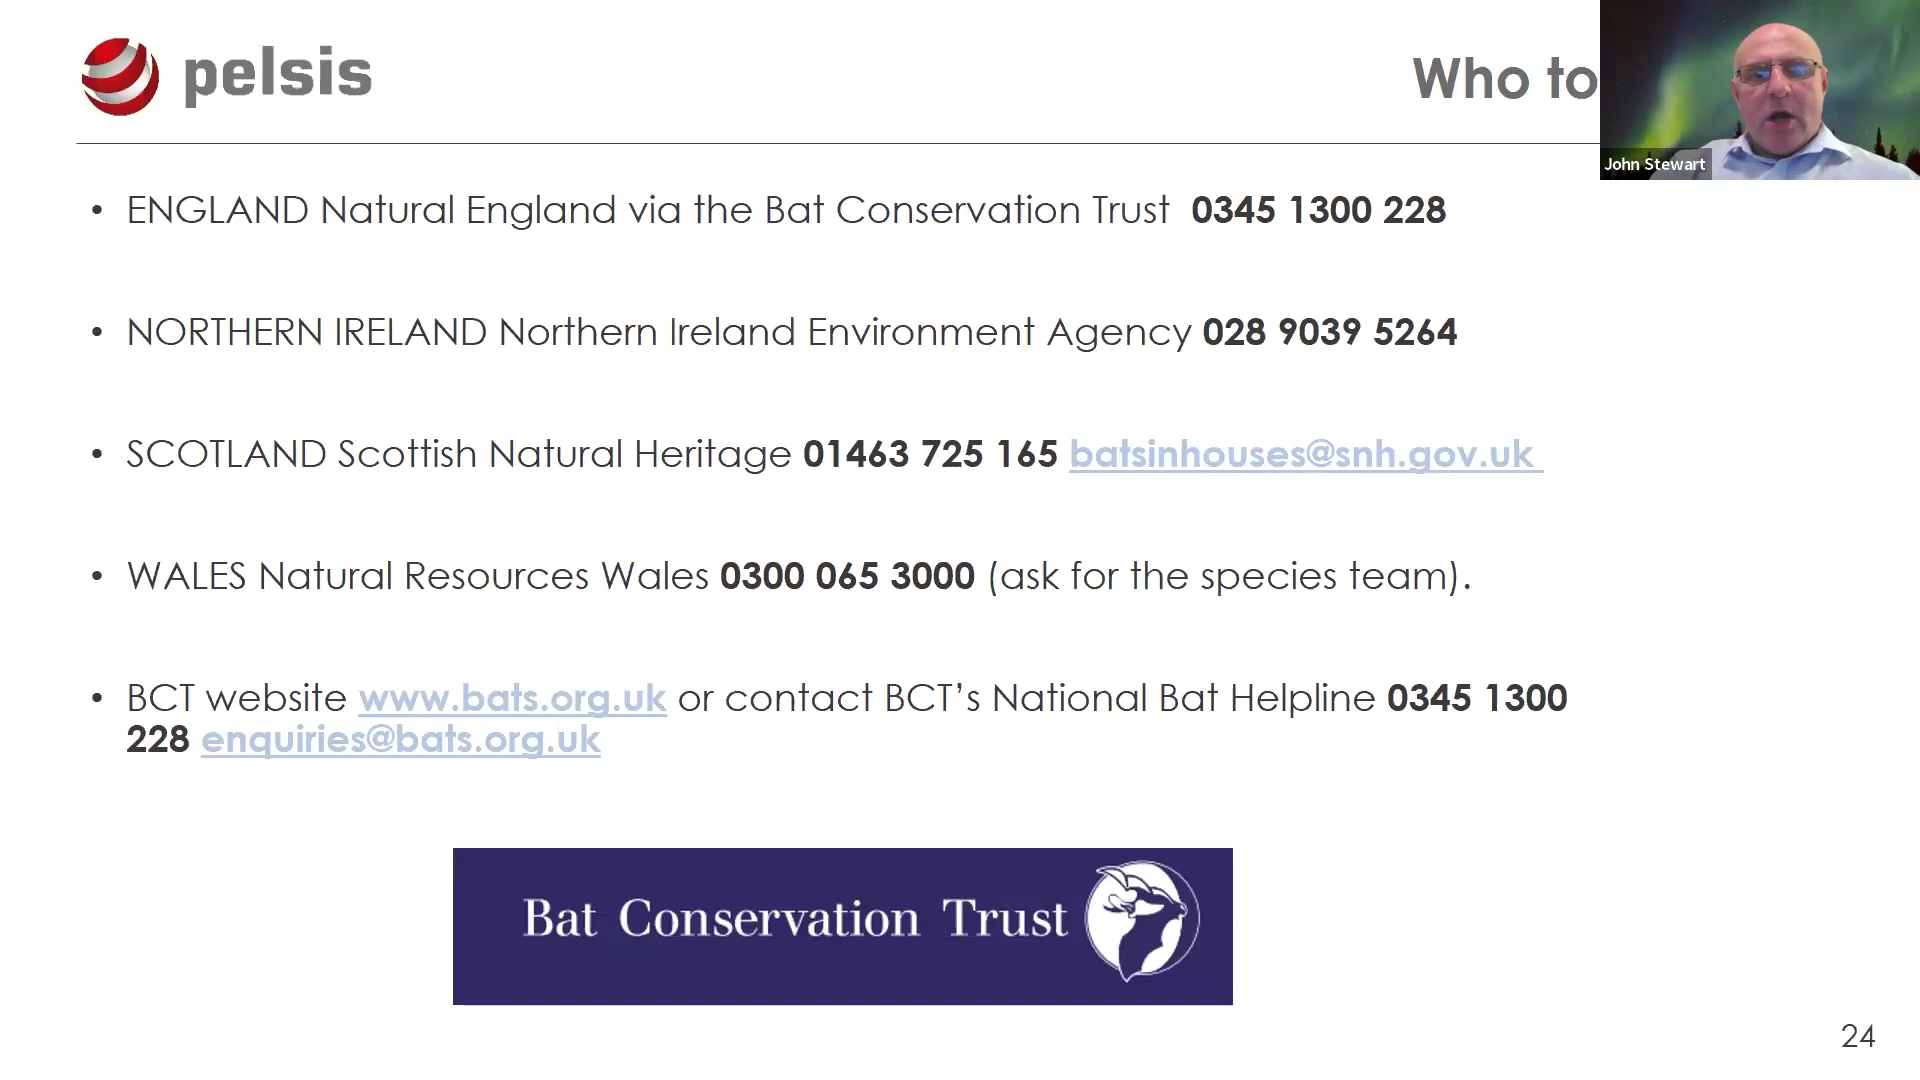 pelsis
Who to
John Stewart
• ENGLAND Natural England via the Bat Conservation Trust 0345 1300 228
• NORTHERN IRELAND Northern Ireland Environment Agency 028 9039 5264
• SCOTLAND Scottish Natural Heritage 01463 725 165 batsinhouses@snh.gov.uk
• WALES Natural Resources Wales 0300 065 3000 (ask for the species team).
• BCT website www.bats.org.uk or contact BCT’s National Bat Helpline 0345 1300
228 enquiries@bats.org.uk
Bat Conservation Trust
24